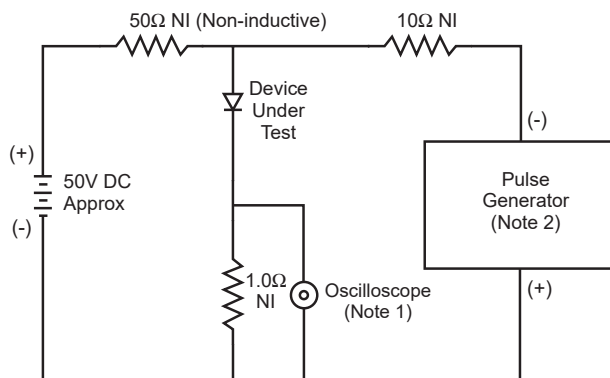 50Ω NI (Non-inductive)
10Ω NI
Device
Under
Test
(-)
(+)
50V DC
Approx
(-)
Pulse
Generator
(Note 2)
1.0Ω
NI
Oscilloscope
(Note 1)
(+)